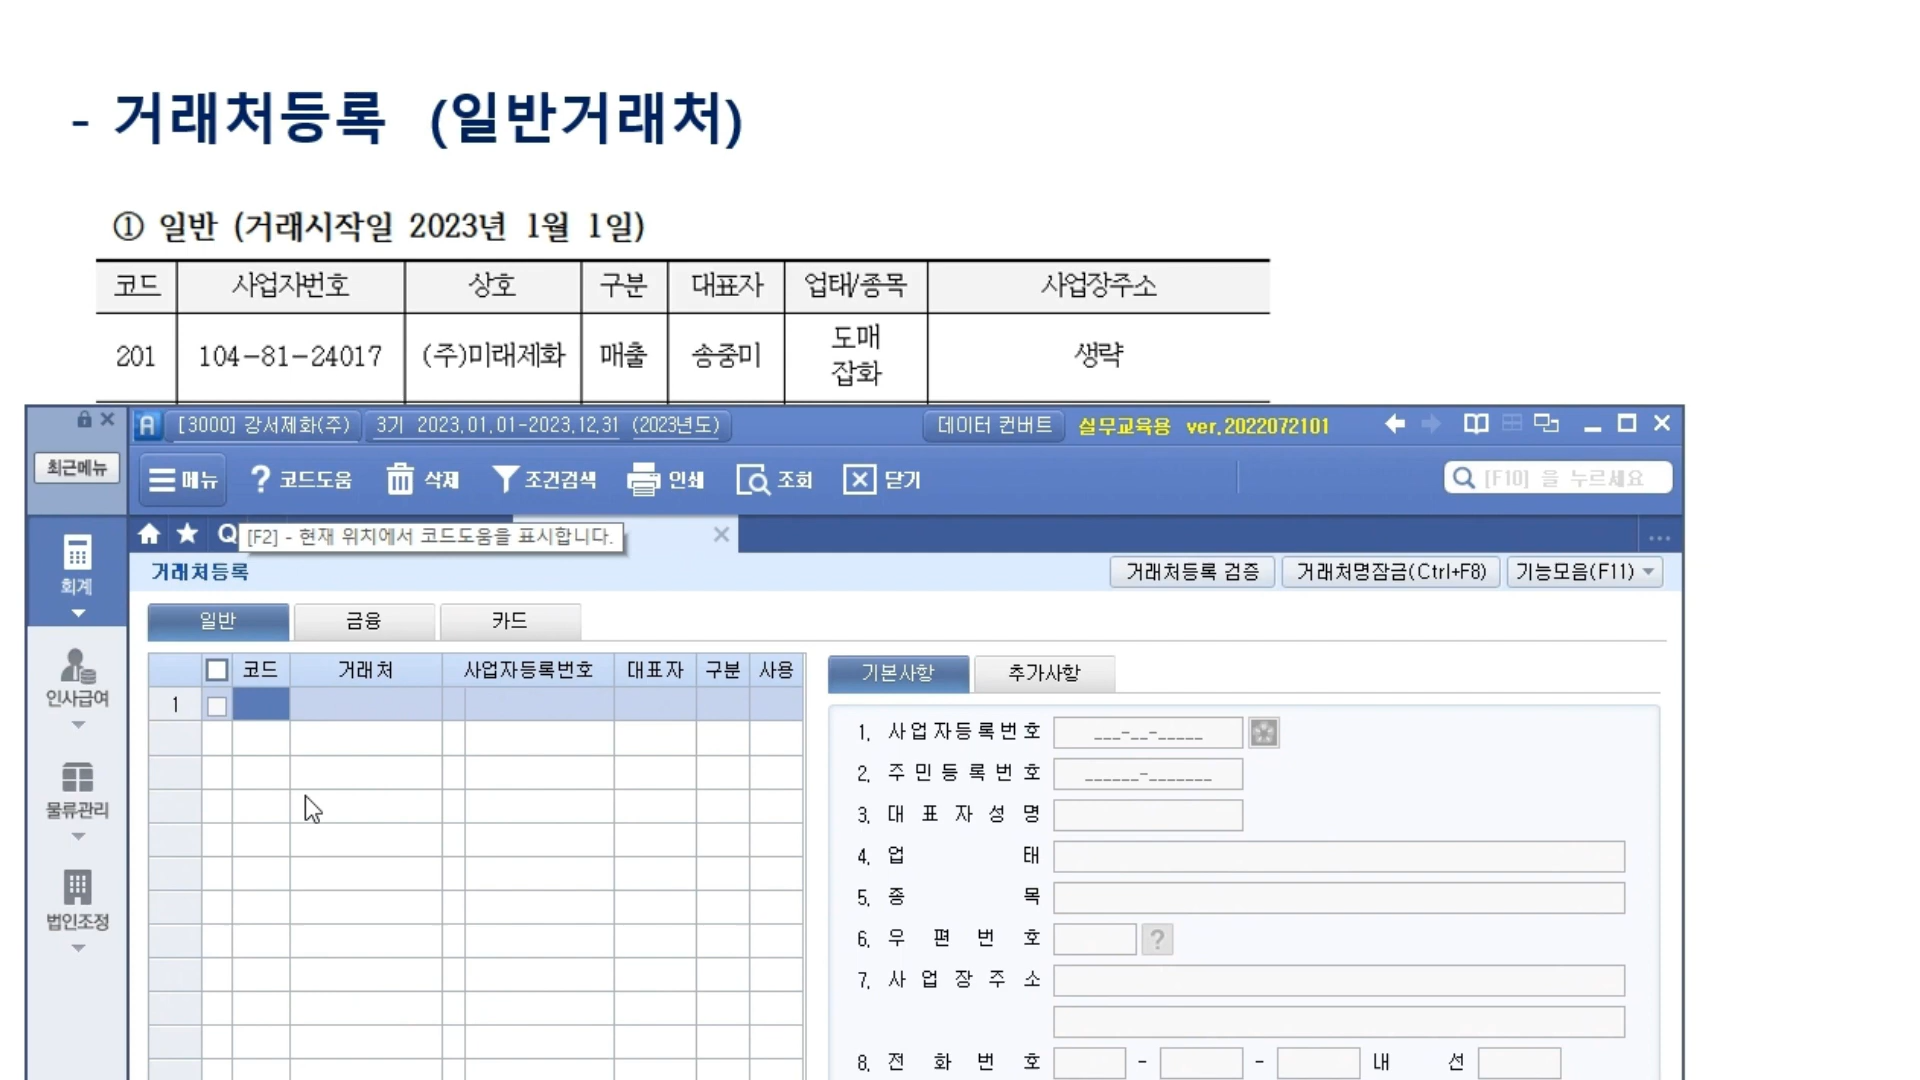 - 거래처등록 (일반거래처)
① 일반 (거래시작일 2023년 1월 1일)
코드 사업자번호 상호 구분 대표자 업태/종목 사업장주소
201 104-81-24017 (주)미래제화 매출 송중미 도매 잡화 생략
[3000] 강서제화(주) 3기 2023.01.01-2023.12.31 (2023년도) 데이터 컨버트 실무교육용 ver.2022072101
최근메뉴
메뉴 ? 코드도움 삭제 조건검색 인쇄 조회 닫기 [F10] 을 누르세요
Q [F2] - 현재 위치에서 코드도움을 표시합니다.
거래처등록 거래처등록 검증 거래처명잠금(Ctrl+F8) 기능모음(F11)
회계
인사급여
물류관리
법인조정
일반 금융 카드
코드 거래처 사업자등록번호 대표자 구분 사용
1
기본사항 추가사항
1. 사업자등록번호 ___-__-_____
2. 주민등록번호 ______-_______
3. 대표자성명
4. 업태
5. 종목
6. 우편번호 ?
7. 사업장주소
8. 전화번호 - - 내선